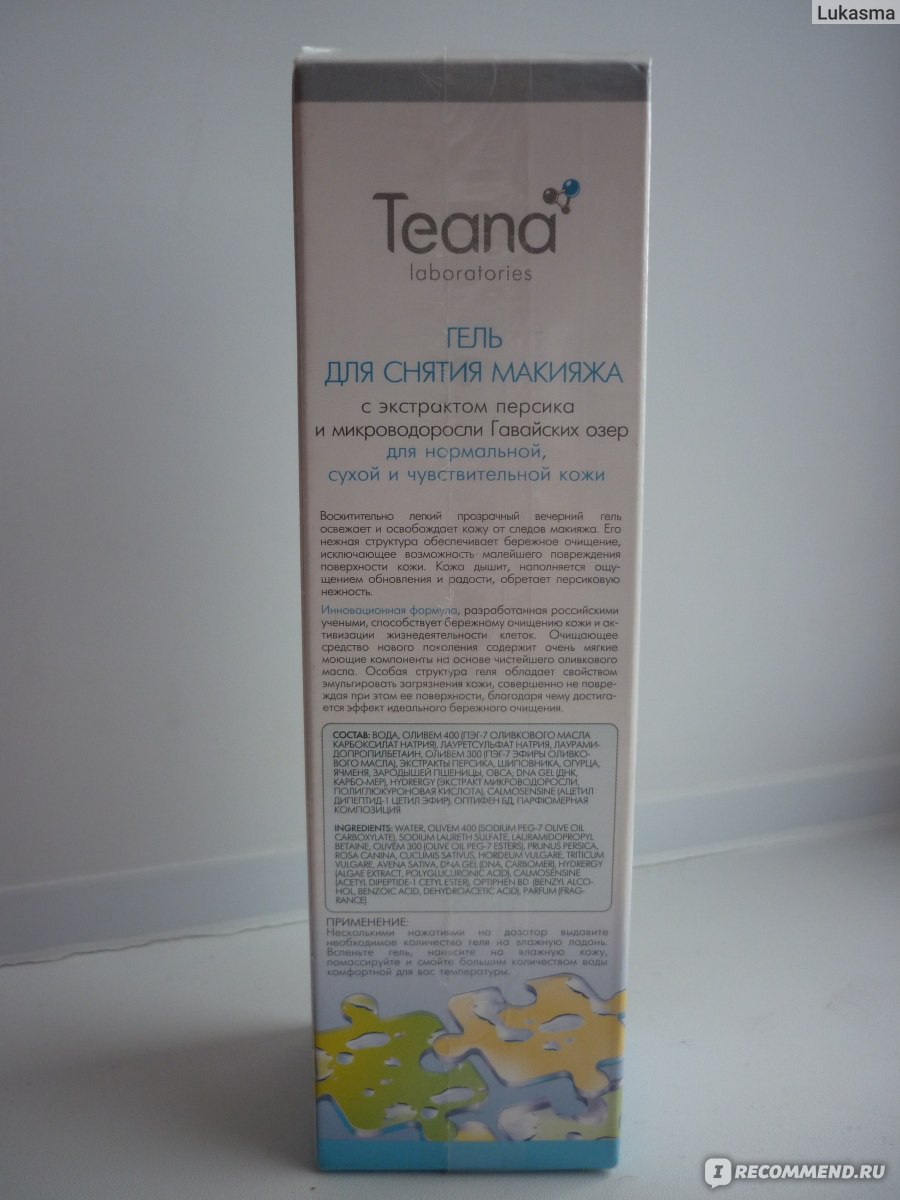 Lukasma
Teana
laboratories
ГЕЛЬ
ДЛЯ СНЯТИЯ МАКИЯЖА
с экстрактом персика
и микроводоросли Гавайских озер
для нормальной,
сухой и чувствительной кожи
Восхитительно легкий прозрачный вечерний гель
освежает и освобождает кожу от следов макияжа. Его
нежная структура обеспечивает бережное очищение,
исключающее возможность малейшего повреждения
поверхности кожи. Кожа дышит, наполняется ощу-
щением обновления и радости, обретает персиковую
нежность.
Инновационная формула, разработанная российскими
учеными, способствует бережному очищению кожи и ак-
тивизации жизнедеятельности клеток. Очищающее
средство нового поколения содержит очень мягкие
моющие компоненты на основе чистейшего оливкового
масла. Особая структура геля обладает свойством
эмульгировать загрязнения кожи, совершенно не повре-
ждая при этом ее поверхности, благодаря чему достига-
ется эффект идеального бережного очищения.
СОСТАВ: ВОДА, ОЛИВЕМ 400 (ПЭГ-7 ОЛИВКОВОГО МАСЛА
КАРБОКСИЛАТ НАТРИЯ), ЛАУРЕТСУЛЬФАТ НАТРИЯ, ЛАУРАМИ-
ДОПРОПИЛБЕТАИН, ОЛИВЕМ 300 (ПЭГ-7 ЭФИРЫ ОЛИВКО-
ВОГО МАСЛА), ЭКСТРАКТЫ ПЕРСИКА, ШИПОВНИКА, ОГУРЦА,
ЯЧМЕНЯ, ЗАРОДЫШЕЙ ПШЕНИЦЫ, ОВСА, DNA GEL (ДНК,
КАРБО-МЕР), HYDRERGY (ЭКСТРАКТ МИКРОВОДОРОСЛИ,
ПОЛИГЛЮКУРОНОВАЯ КИСЛОТА), CALMOSENSINE (АЦЕТИЛ
ДИПЕПТИД-1 ЦЕТИЛ ЭФИР), ОПТИФЕН БД, ПАРФЮМЕРНАЯ
КОМПОЗИЦИЯ
INGREDIENTS: WATER, OLIVEM 400 (SODIUM PEG-7 OLIVE OIL
CARBOXYLATE), SODIUM LAURETH SULFATE, LAURAMIDOPROPYL
BETAINE, OLIVEM 300 (OLIVE OIL PEG-7 ESTERS), PRUNUS PERSICA,
ROSA CANINA, CUCUMIS SATIVUS, HORDEUM VULGARE, TRITICUM
VULGARE, AVENA SATIVA, DNA GEL (DNA, CARBOMER), HYDRERGY
(ALGAE EXTRACT, POLYGLUCURONIC ACID), CALMOSENSINE
(ACETYL DIPEPTIDE-1 CETYL ESTER), OPTIPHEN BD (BENZYL ALCO-
HOL, BENZOIC ACID, DEHYDROACETIC ACID), PARFUM (FRAG-
RANCE)
ПРИМЕНЕНИЕ:
Несколькими нажатиями на дозатор выдавите
необходимое количество геля на влажную ладонь.
Вспеньте гель, нанесите на влажную кожу,
помассируйте и смойте большим количеством воды
комфортной для вас температуры.
IRECOMMEND.RU